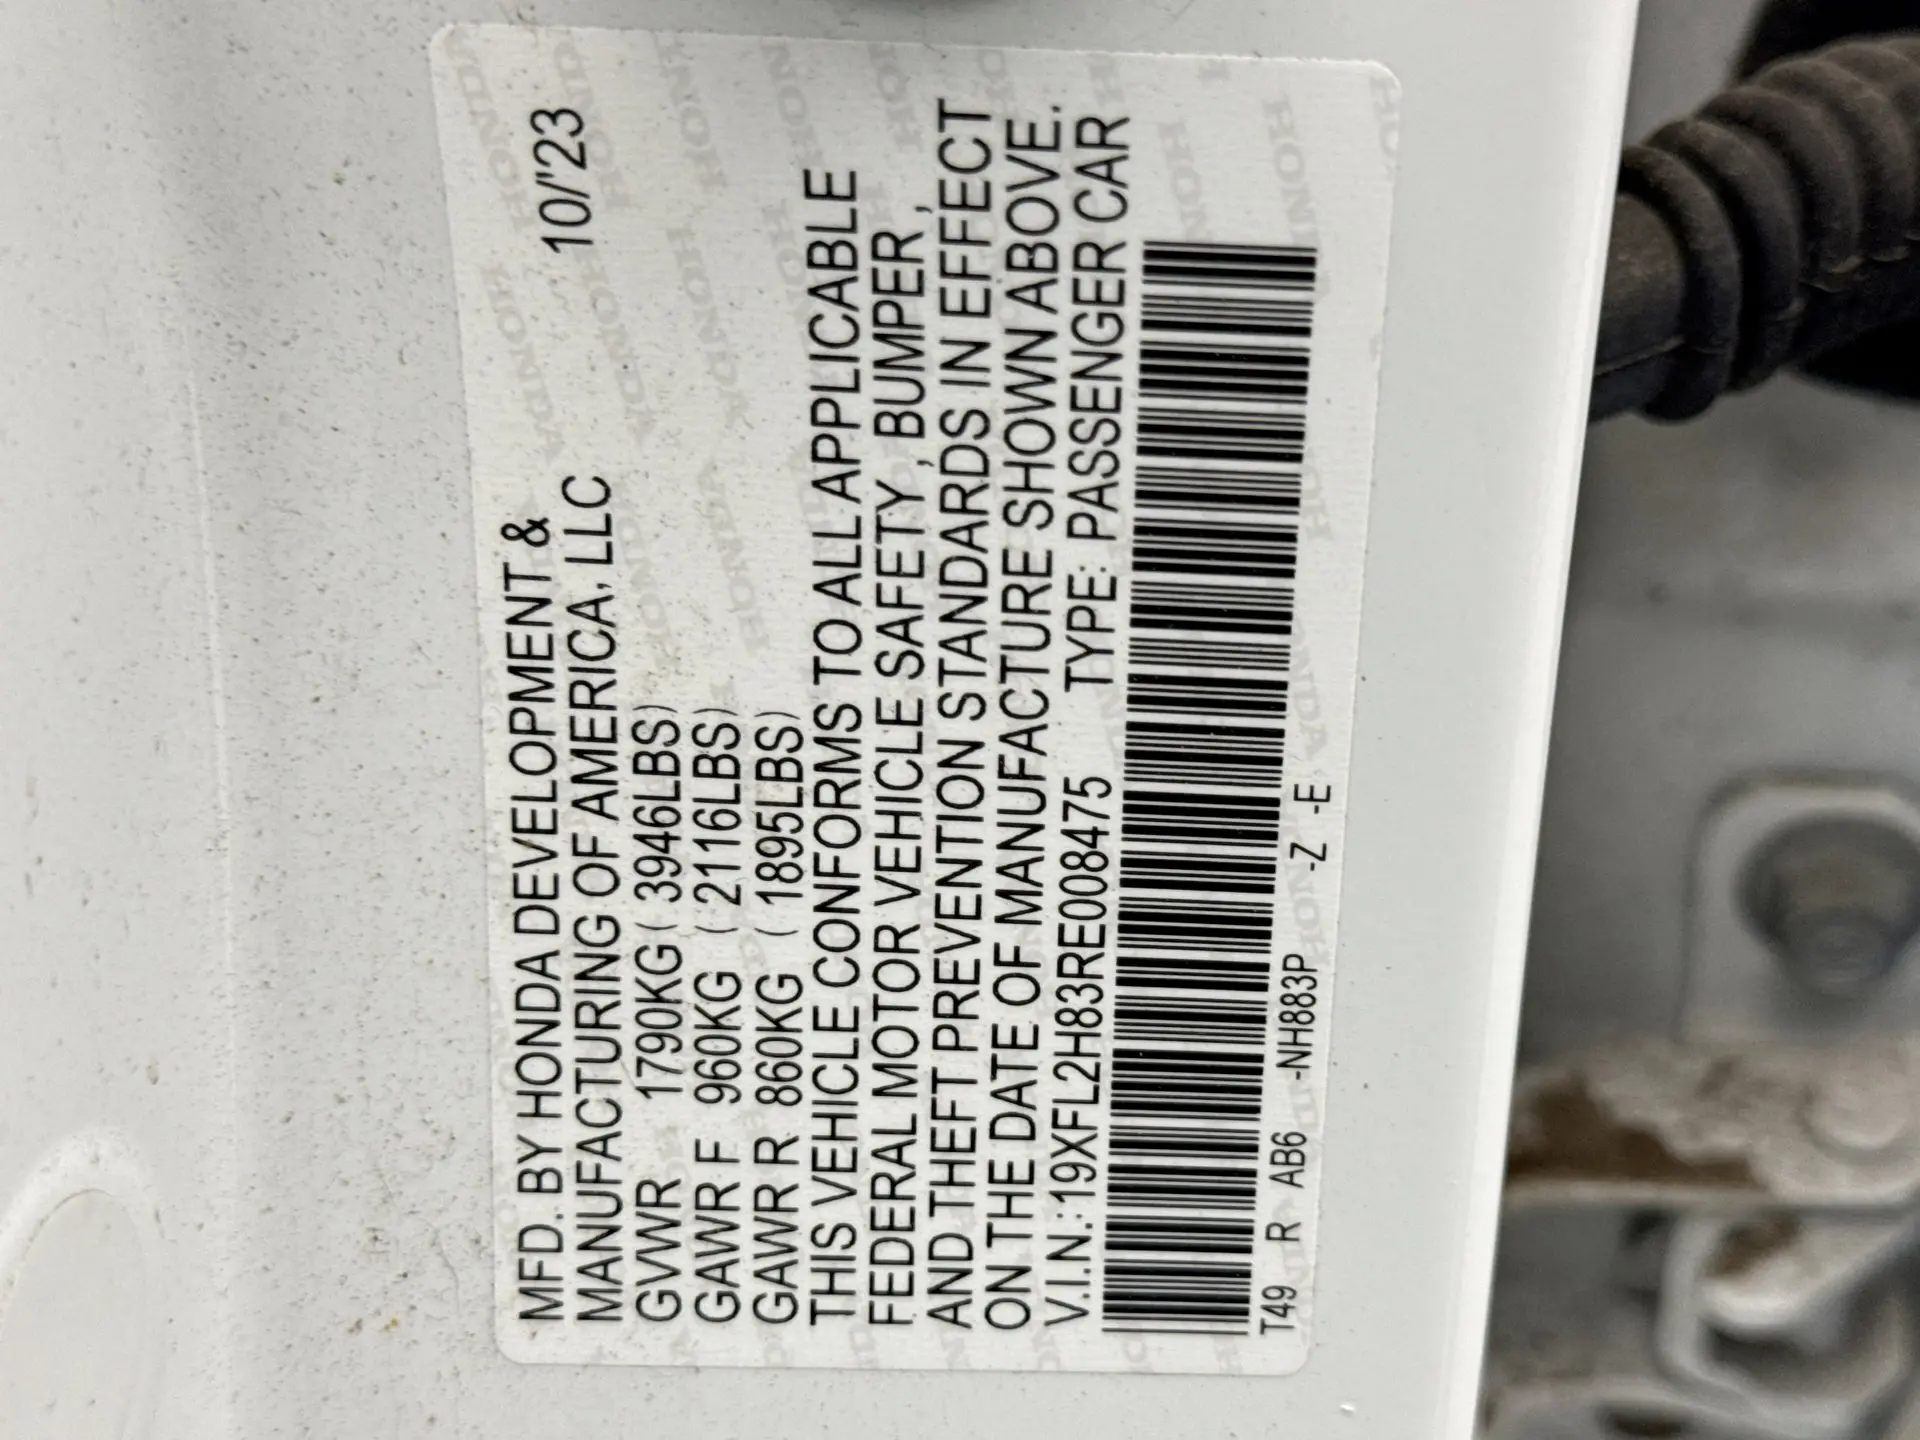 MFD. BY HONDA DEVELOPMENT &
MANUFACTURING OF AMERICA, LLC 10/'23
GVWR 1790KG ( 3946LBS)
GAWR F 960KG ( 2116LBS)
GAWR R 860KG ( 1895LBS)
THIS VEHICLE CONFORMS TO ALL APPLICABLE
FEDERAL MOTOR VEHICLE SAFETY , BUMPER ,
AND THEFT PREVENTION STANDARDS IN EFFECT
ON THE DATE OF MANUFACTURE SHOWN ABOVE.
V.I.N.:19XFL2H83RE008475 TYPE: PASSENGER CAR
T49 R AB6 -NH883P -Z -E